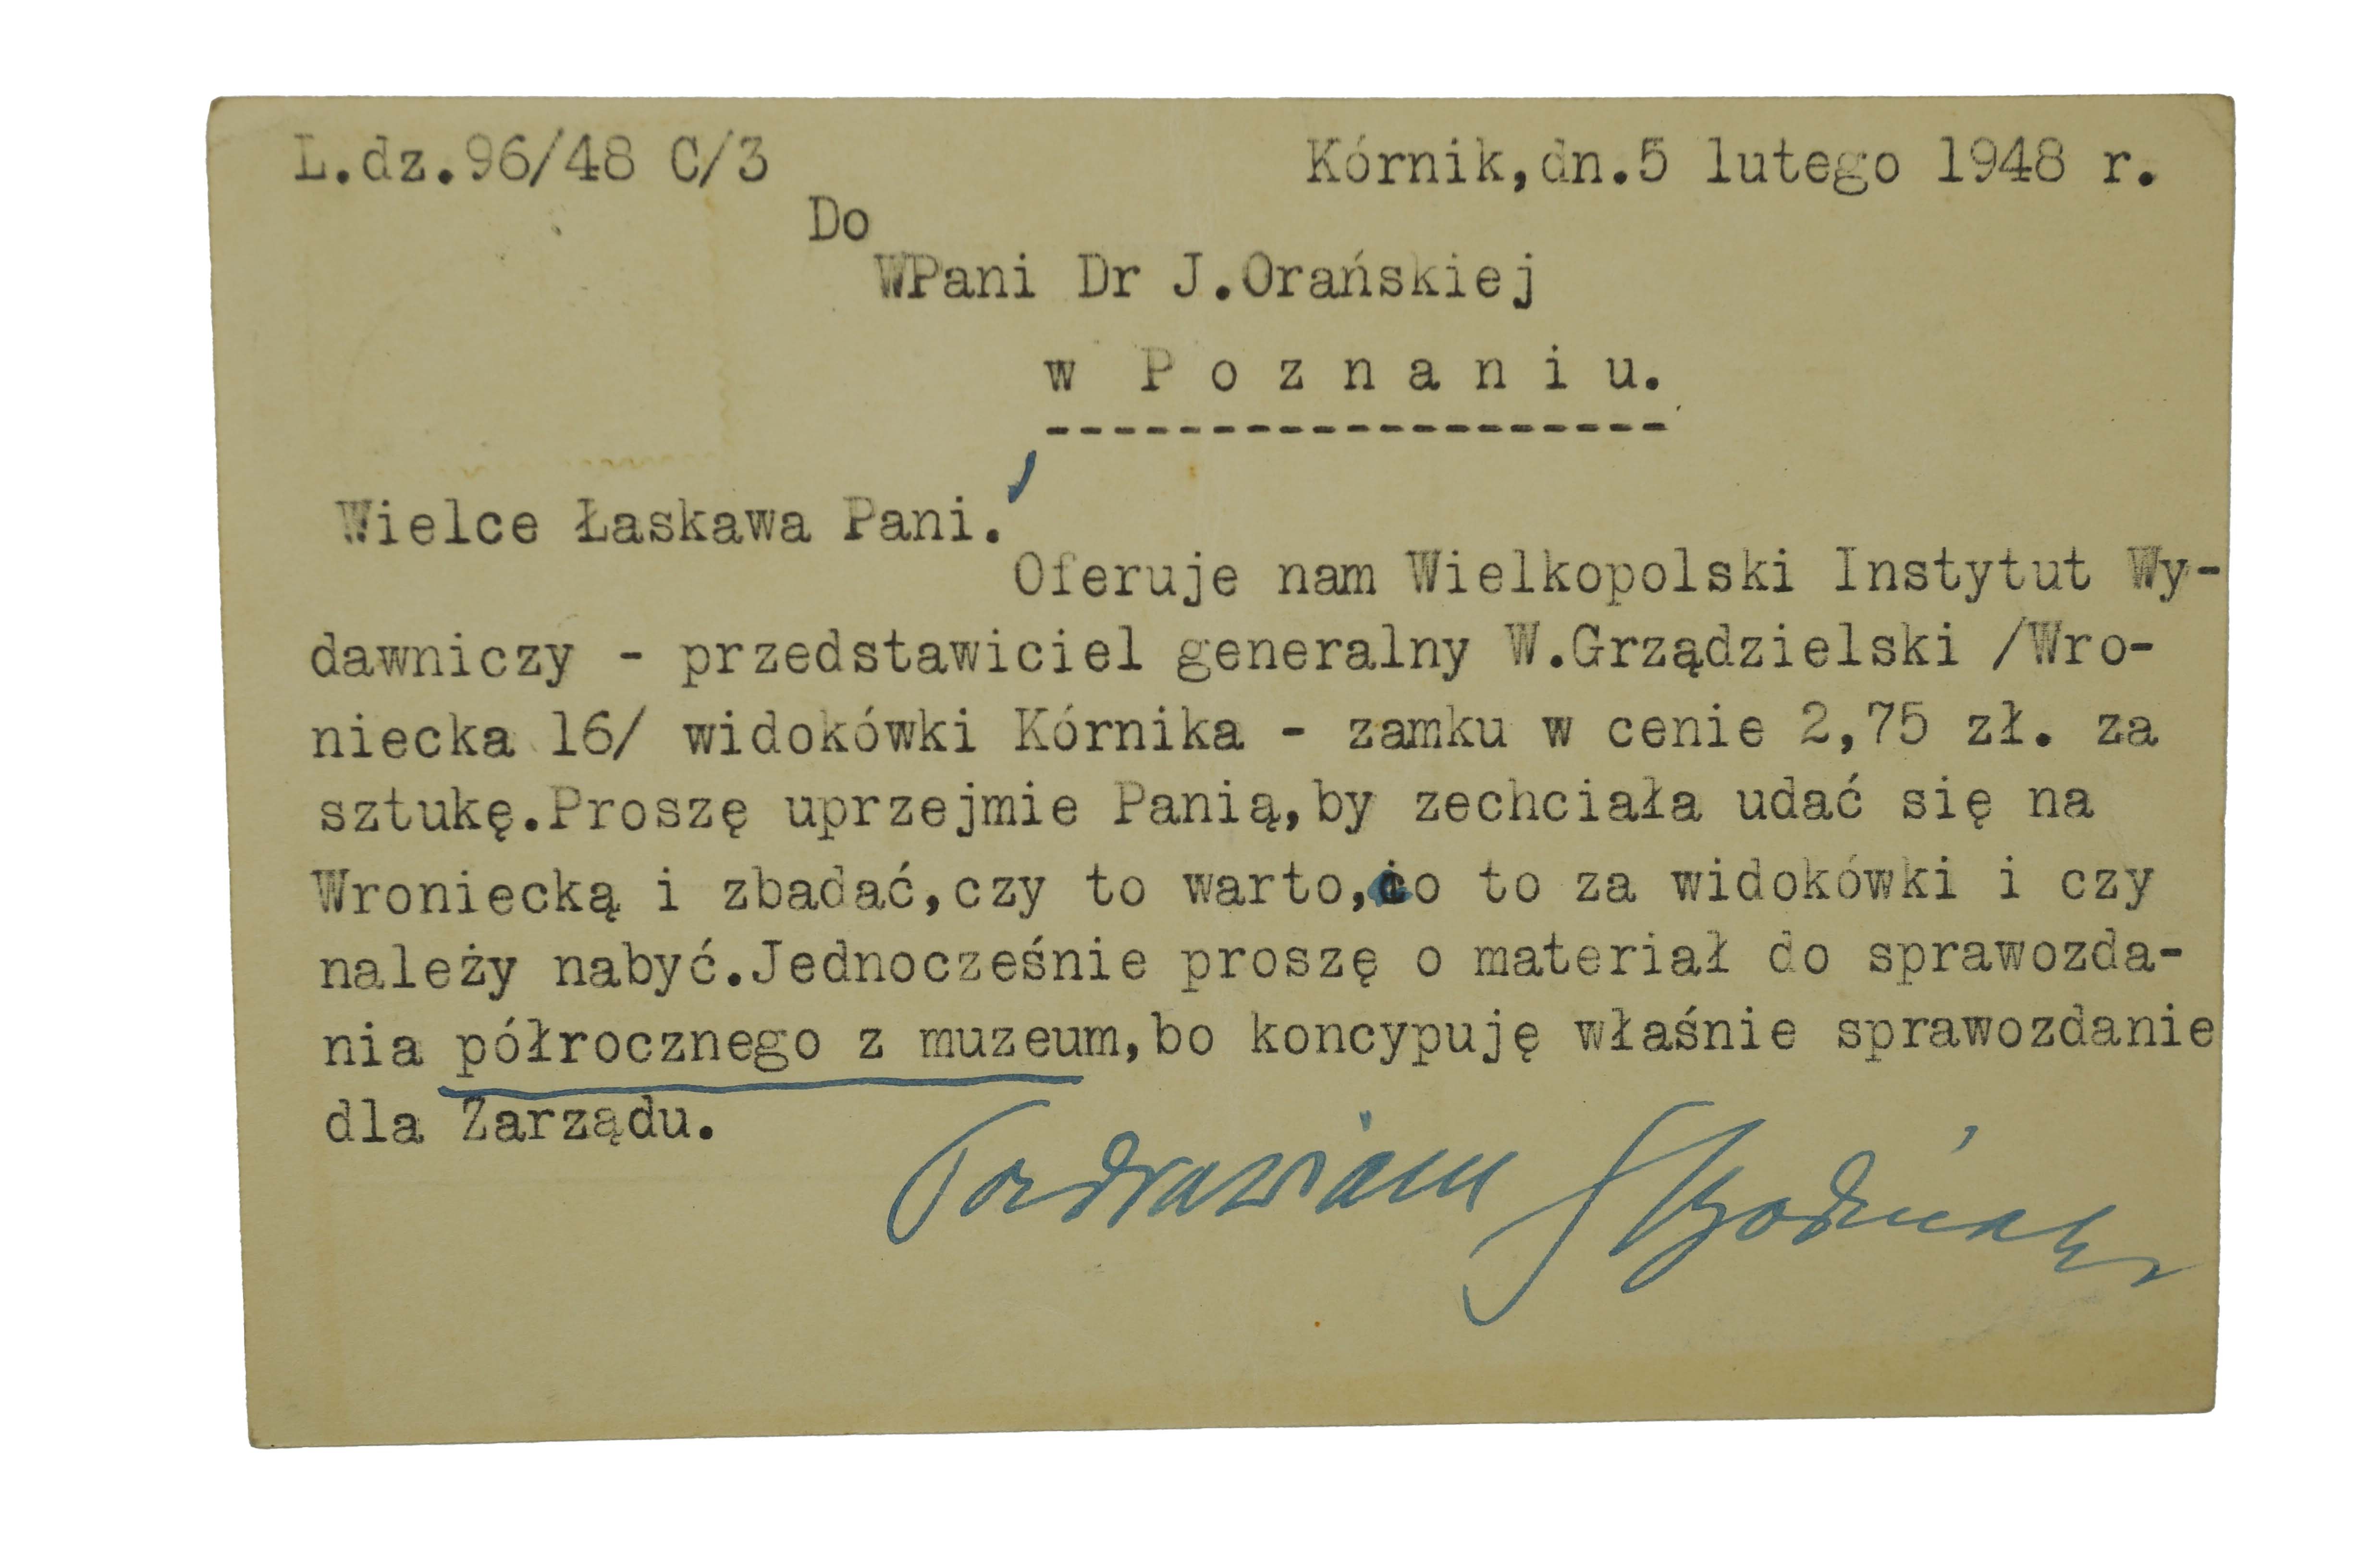 L.dz.96/48 C/3
Kórnik,dn.5 lutego 1948 r.
Do
WPani Dr J.Orańskiej
w P o z n a n i u.
-------------------
Wielce Łaskawa Pani.
Oferuje nam Wielkopolski Instytut Wy-
dawniczy - przedstawiciel generalny W.Grządzielski /Wro-
niecka 16/ widokówki Kórnika - zamku w cenie 2,75 zł. za
sztukę.Proszę uprzejmie Panią,by zechciała udać się na
Wroniecką i zbadać,czy to warto,co to za widokówki i czy
należy nabyć.Jednocześnie proszę o materiał do sprawozda-
nia półrocznego z muzeum,bo koncypuję właśnie sprawozdanie
dla Zarządu.
Pozdrawiam